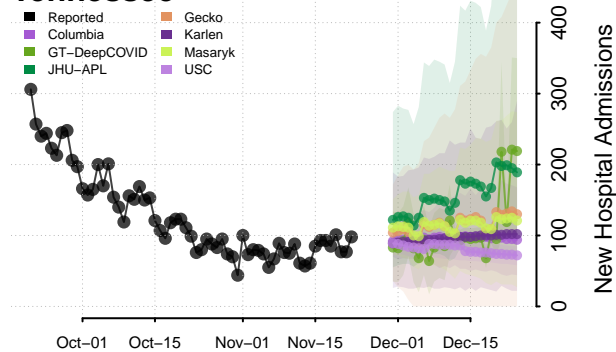 Tennessee
Reported
Columbia
GT−DeepCOVID
JHU−APL
Gecko
Karlen
Masaryk
USC
0
100
200
300
400
New Hospital Admissions
Oct−01
Oct−15
Nov−01
Nov−15
Dec−01
Dec−15